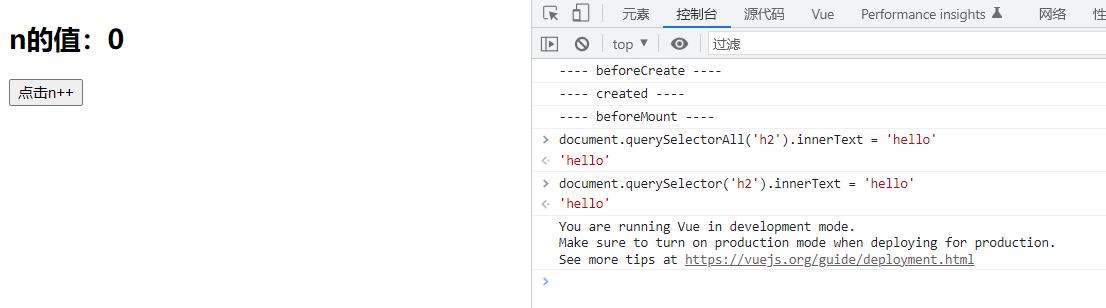 n的值：0
点击n++
元素 控制台 源代码 Vue Performance insights 网络
top ▼ 过滤
---- beforeCreate ----
---- created ----
---- beforeMount ----
> document.querySelectorAll('h2').innerText = 'hello'
'hello'
> document.querySelector('h2').innerText = 'hello'
'hello'
You are running Vue in development mode.
Make sure to turn on production mode when deploying for production.
See more tips at https://vuejs.org/guide/deployment.html
>